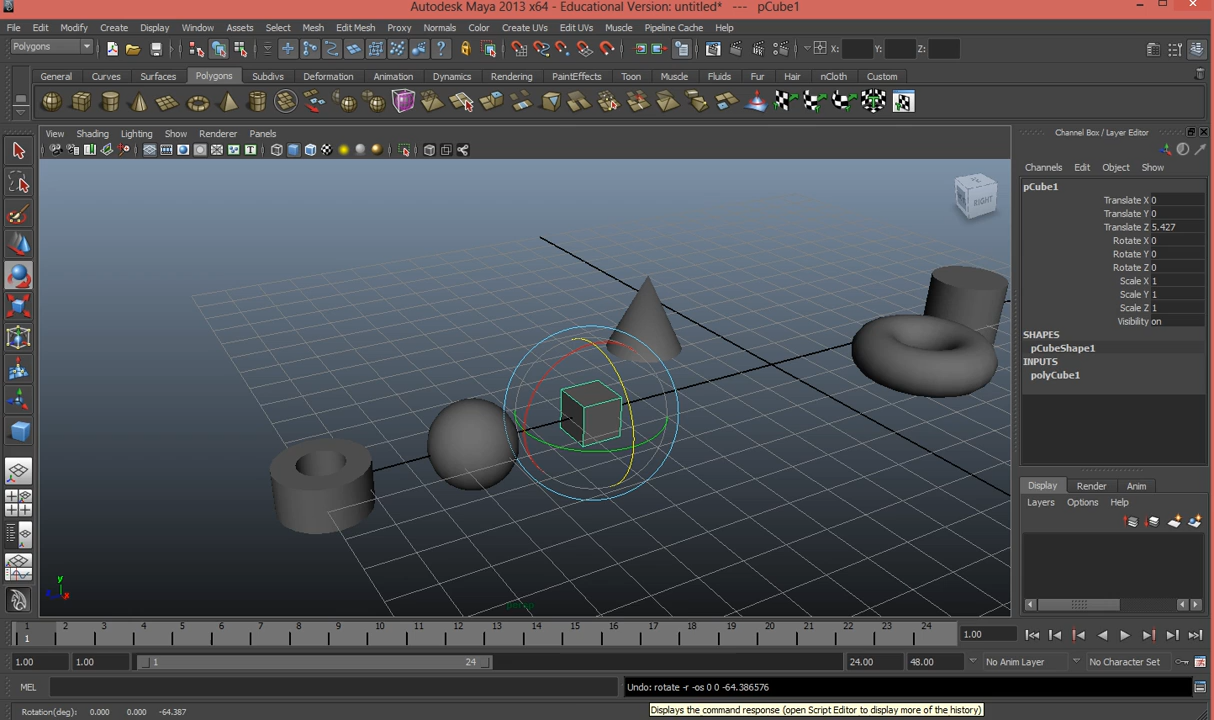 Autodesk Maya 2013 x64 - Educational Version: untitled*   ---   pCube1
File Edit Modify Create Display Window Assets Select Mesh Edit Mesh Proxy Normals Color Create UVs Edit UVs Muscle Pipeline Cache Help
Polygons X: Y: Z:
General Curves Surfaces Polygons Subdivs Deformation Animation Dynamics Rendering PaintEffects Toon Muscle Fluids Fur Hair nCloth Custom
View Shading Lighting Show Renderer Panels
Channel Box / Layer Editor
Channels Edit Object Show
pCube1
Translate X 0
Translate Y 0
Translate Z 5.427
Rotate X 0
Rotate Y 0
Rotate Z 0
Scale X 1
Scale Y 1
Scale Z 1
Visibility on
SHAPES
pCubeShape1
INPUTS
polyCube1
RIGHT
Display Render Anim
Layers Options Help
y
x
persp
1 2 3 4 5 6 7 8 9 10 11 12 13 14 15 16 17 18 19 20 21 22 23 24
1 1.00
1.00 1.00 1 24 24.00 48.00 No Anim Layer No Character Set
MEL Undo: rotate -r -os 0 0 -64.386576
Rotation(deg): 0.000 0.000 -64.387
Displays the command response (open Script Editor to display more of the history)